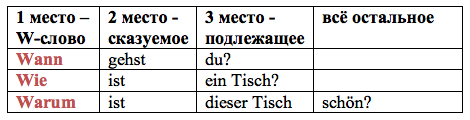 1 место – 2 место - 3 место - всё остальное
W-слово сказуемое подлежащее
Wann gehst du?
Wie ist ein Tisch?
Warum ist dieser Tisch schön?